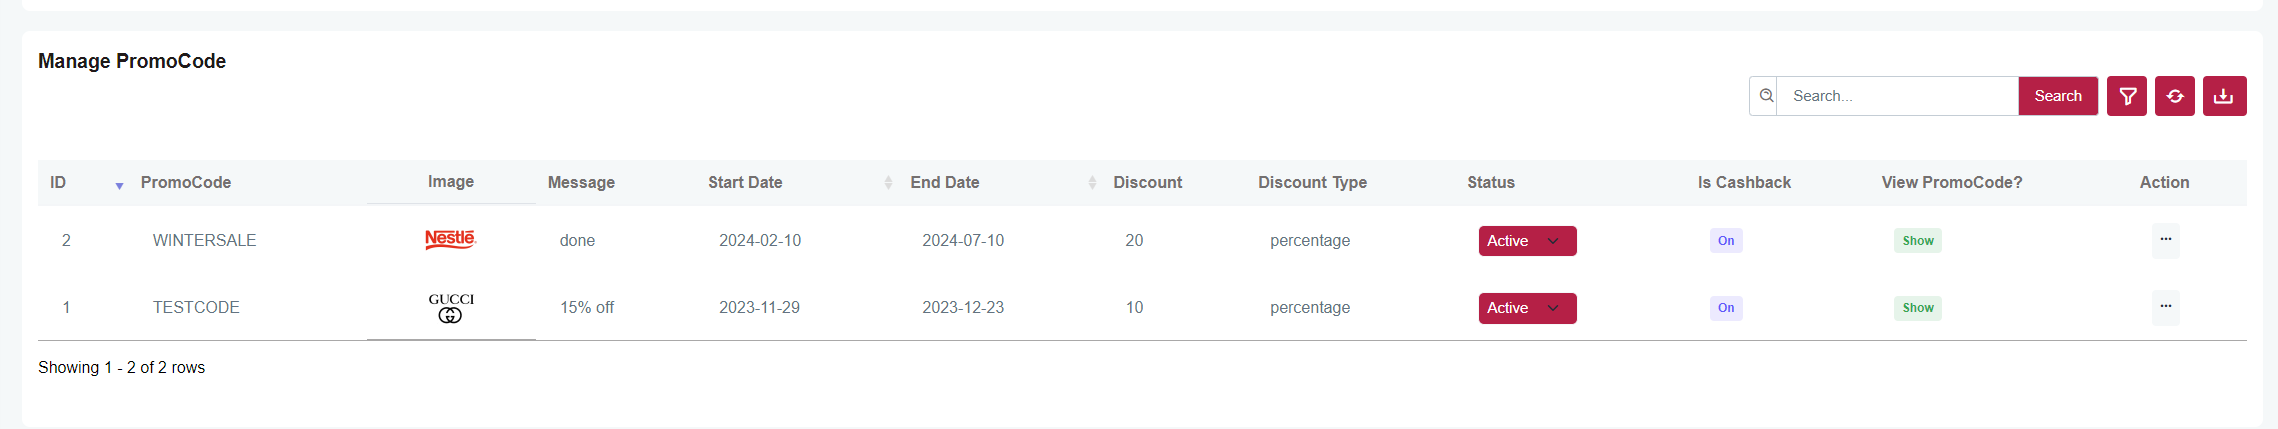 Manage PromoCode
Search... Search
ID PromoCode Image Message Start Date End Date Discount Discount Type Status Is Cashback View PromoCode? Action
2 WINTERSALE Nestlé done 2024-02-10 2024-07-10 20 percentage Active On Show ...
1 TESTCODE GUCCI 15% off 2023-11-29 2023-12-23 10 percentage Active On Show ...
Showing 1 - 2 of 2 rows